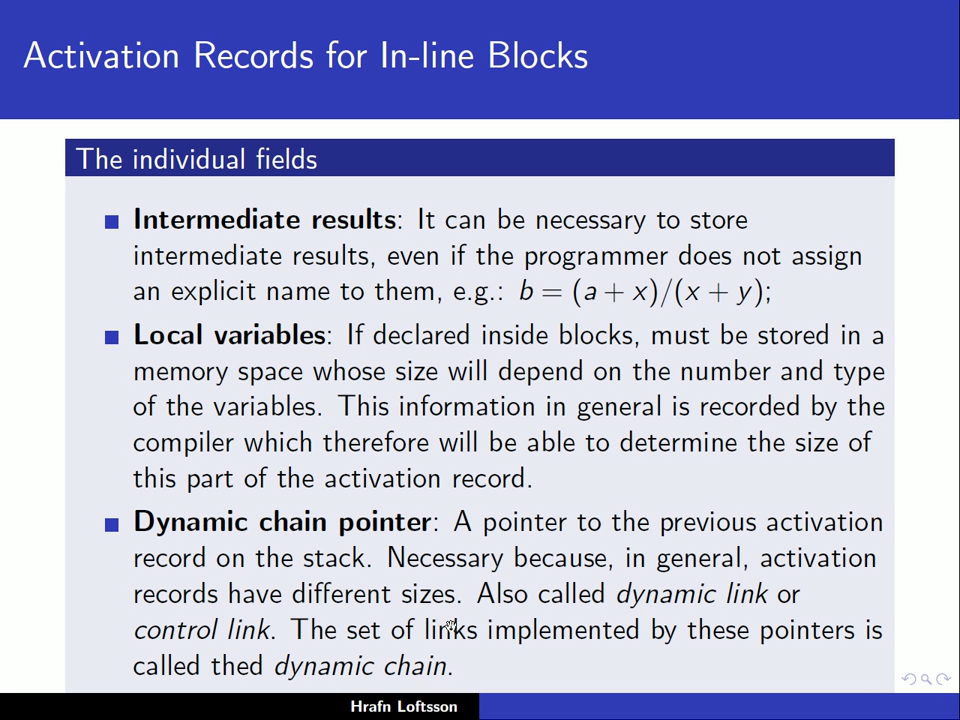 Activation Records for In-line Blocks
The individual fields
Intermediate results: It can be necessary to store
intermediate results, even if the programmer does not assign
an explicit name to them, e.g.: b = (a + x)/(x + y);
Local variables: If declared inside blocks, must be stored in a
memory space whose size will depend on the number and type
of the variables. This information in general is recorded by the
compiler which therefore will be able to determine the size of
this part of the activation record.
Dynamic chain pointer: A pointer to the previous activation
record on the stack. Necessary because, in general, activation
records have different sizes. Also called dynamic link or
control link. The set of links implemented by these pointers is
called thed dynamic chain.
Hrafn Loftsson